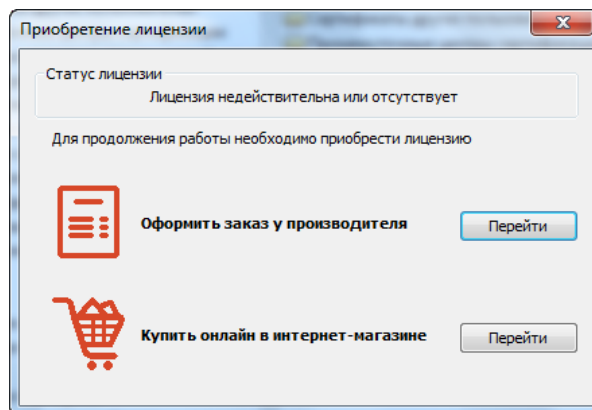 Приобретение лицензии
Статус лицензии
Лицензия недействительна или отсутствует
Для продолжения работы необходимо приобрести лицензию
Оформить заказ у производителя
Перейти
Купить онлайн в интернет-магазине
Перейти